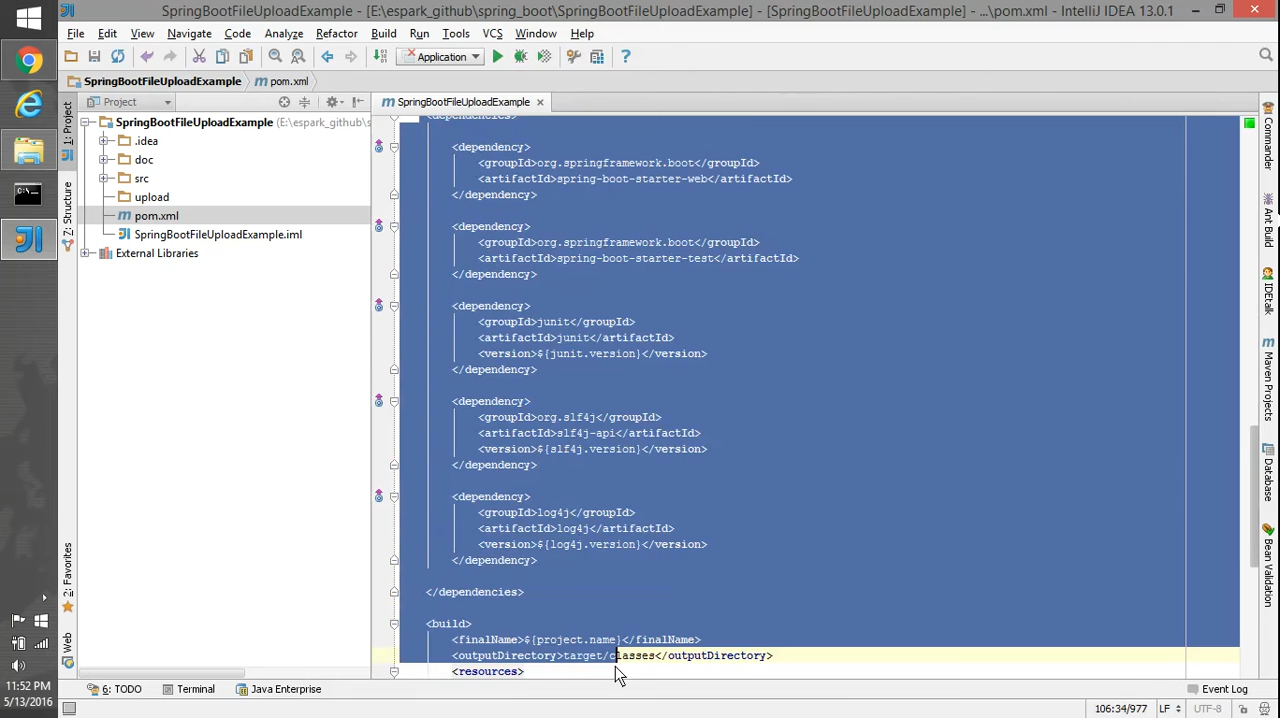 SpringBootFileUploadExample - [E:\espark_github\spring_boot\SpringBootFileUploadExample] - [SpringBootFileUploadExample] - ...\pom.xml - IntelliJ IDEA 13.0.1
File Edit View Navigate Code Analyze Refactor Build Run Tools VCS Window Help
Application
SpringBootFileUploadExample pom.xml
Project
SpringBootFileUploadExample
1: Project
Z: Structure
2: Favorites
Web
SpringBootFileUploadExample (E:\espark_github\s
.idea
doc
src
upload
pom.xml
SpringBootFileUploadExample.iml
External Libraries
<dependencies>
<dependency>
<groupId>org.springframework.boot</groupId>
<artifactId>spring-boot-starter-web</artifactId>
</dependency>
<dependency>
<groupId>org.springframework.boot</groupId>
<artifactId>spring-boot-starter-test</artifactId>
</dependency>
<dependency>
<groupId>junit</groupId>
<artifactId>junit</artifactId>
<version>${junit.version}</version>
</dependency>
<dependency>
<groupId>org.slf4j</groupId>
<artifactId>slf4j-api</artifactId>
<version>${slf4j.version}</version>
</dependency>
<dependency>
<groupId>log4j</groupId>
<artifactId>log4j</artifactId>
<version>${log4j.version}</version>
</dependency>
</dependencies>
<build>
<finalName>${project.name}</finalName>
<outputDirectory>target/classes</outputDirectory>
<resources>
Commander
Ant Build
IDEtalk
Maven Projects
Database
Bean Validation
6: TODO Terminal Java Enterprise Event Log
106:34/977 LF UTF-8
11:52 PM
5/13/2016